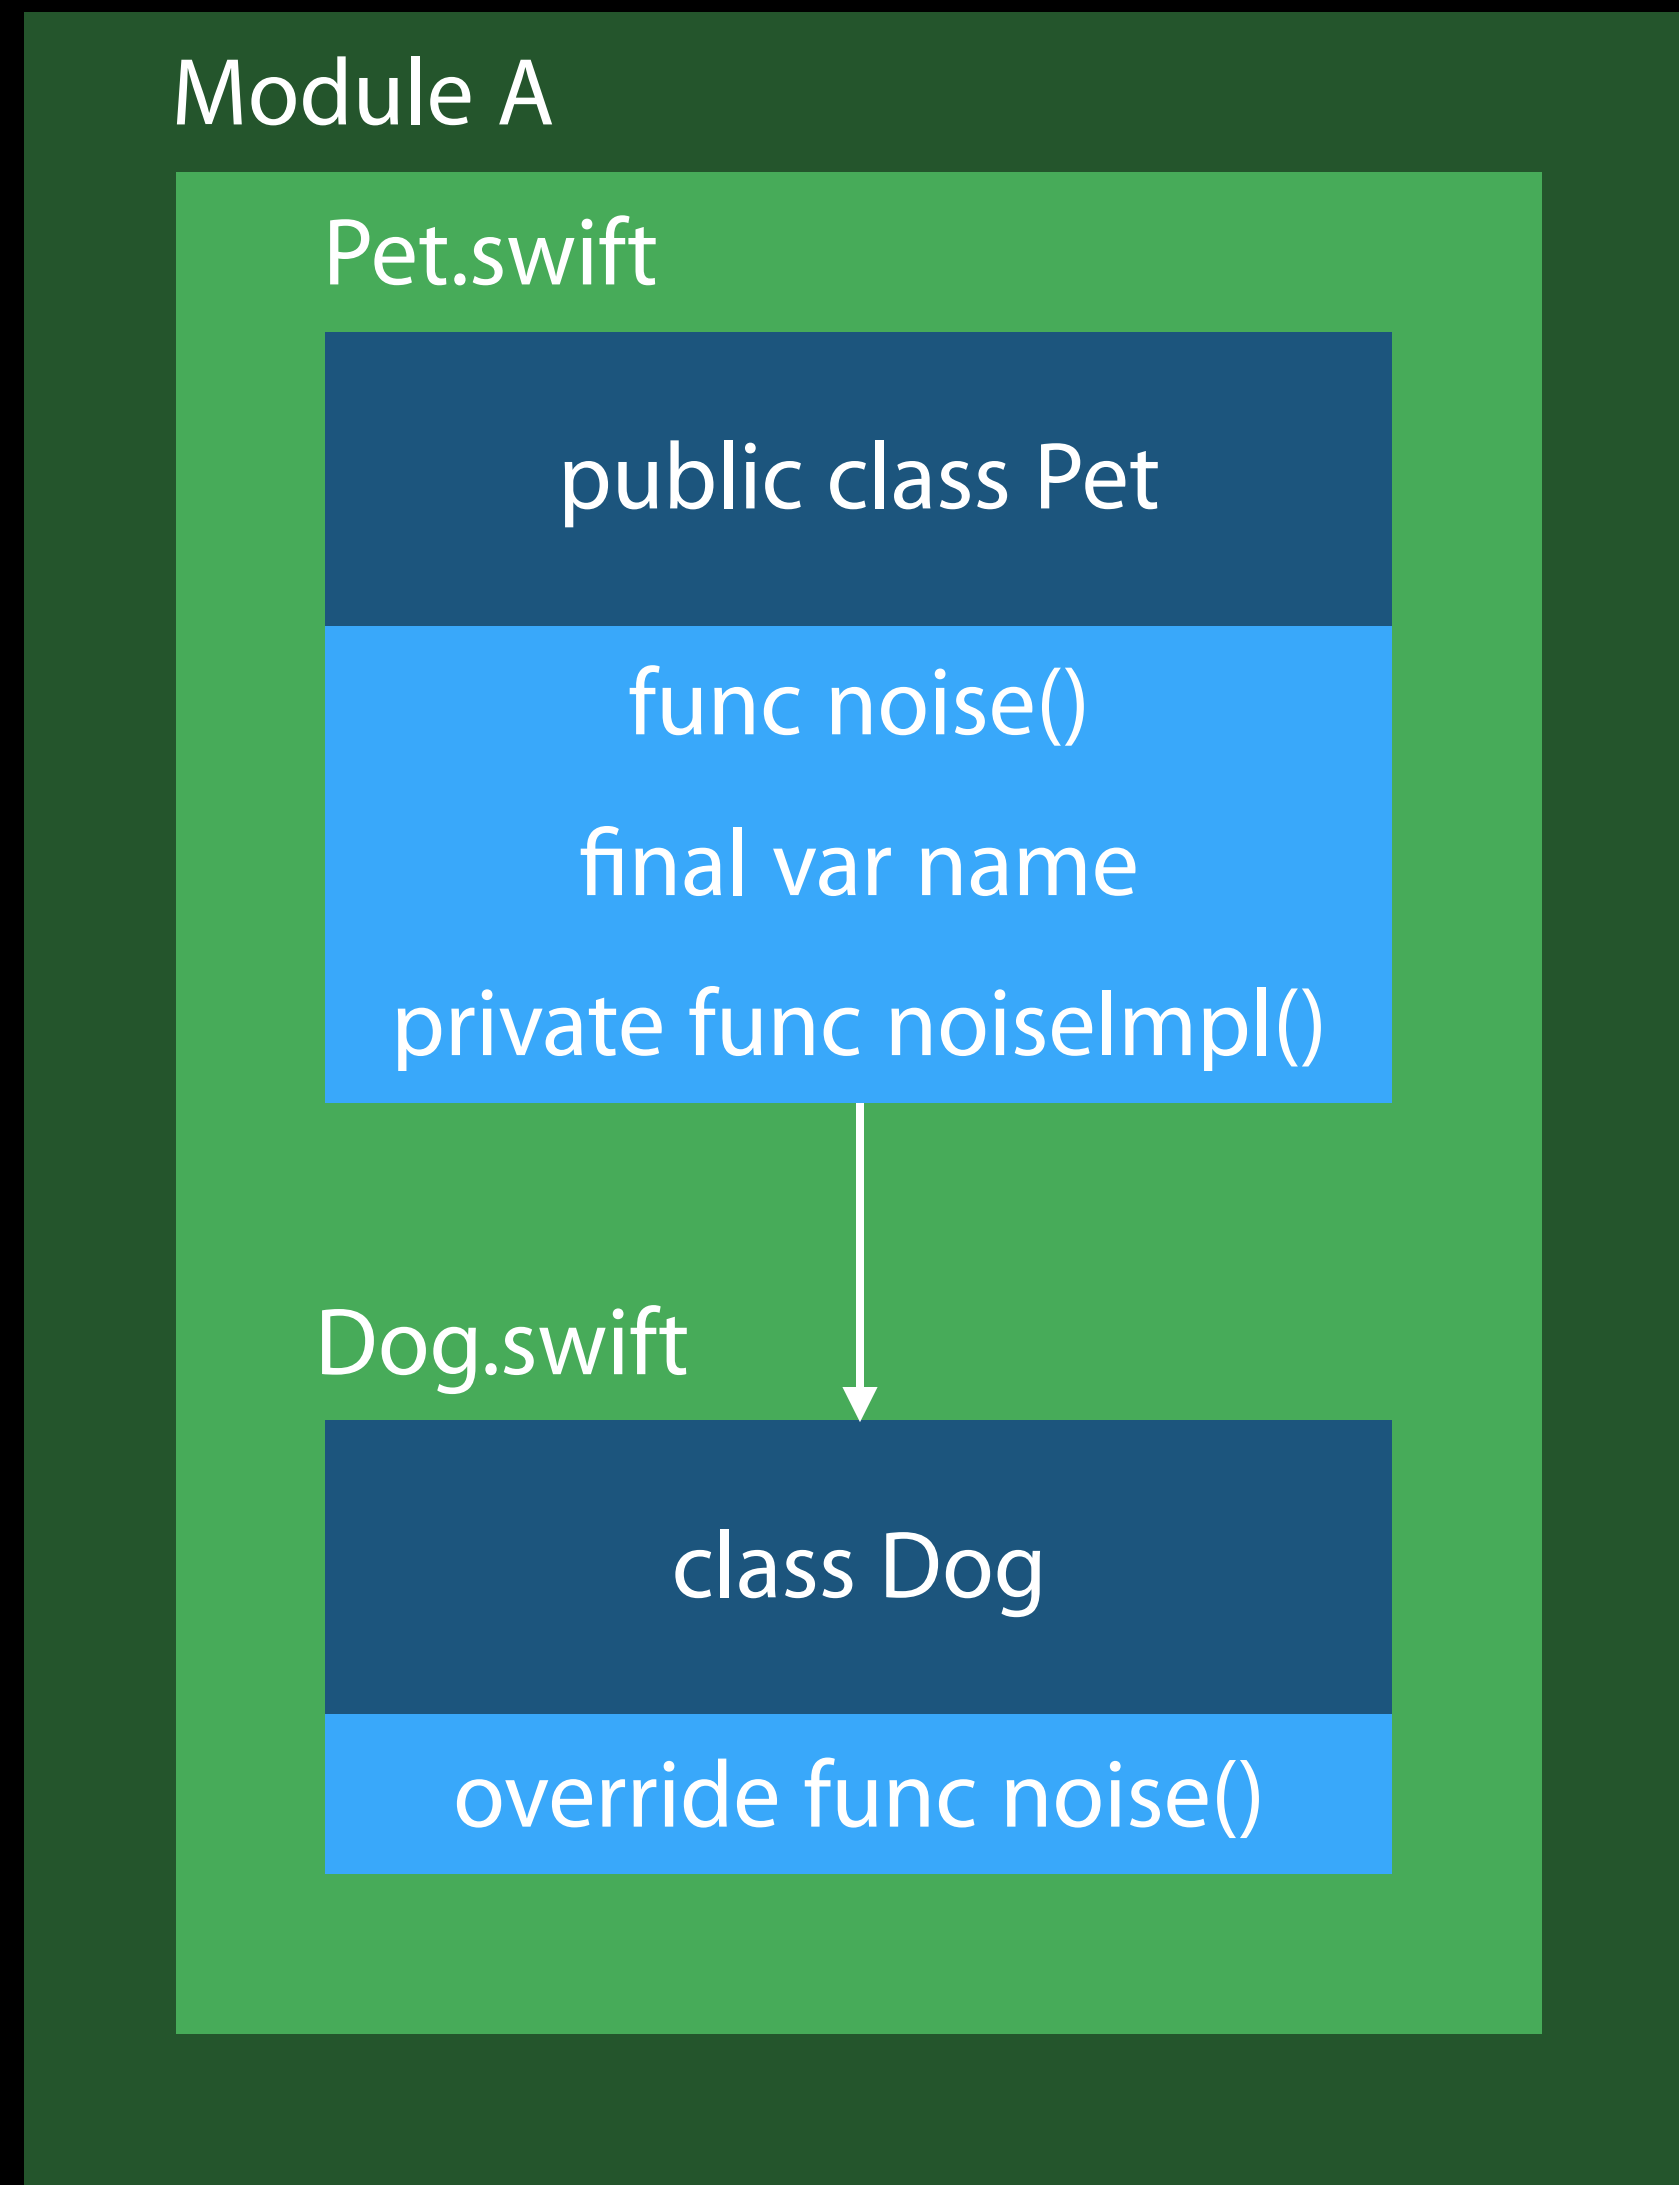 Module A
Pet.swift
public class Pet
func noise()
final var name
private func noiseImpl()
Dog.swift
class Dog
override func noise()